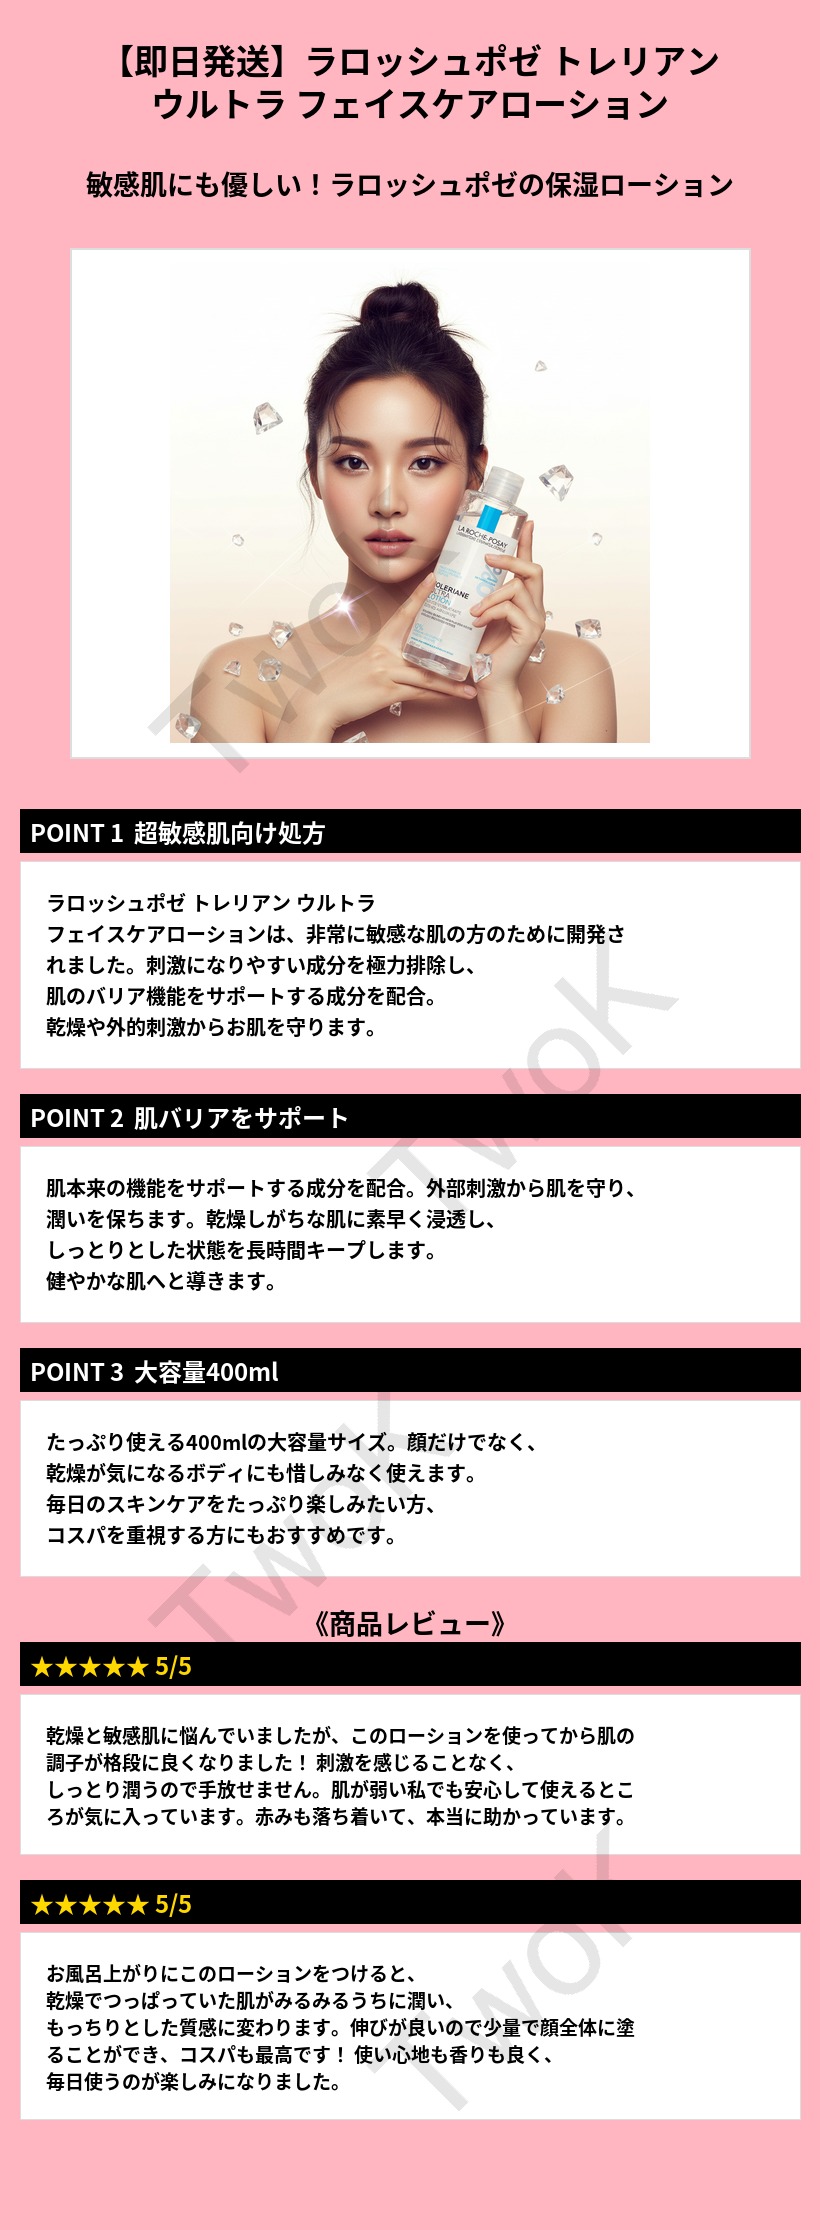 【即日発送】ラロッシュポゼ トレリアン
ウルトラ フェイスケアローション
敏感肌にも優しい！ラロッシュポゼの保湿ローション
LA ROCHE-POSAY
OLERIANE
ULTRA
LOTION
TwoK
POINT 1 超敏感肌向け処方
ラロッシュポゼ トレリアン ウルトラ
フェイスケアローションは、非常に敏感な肌の方のために開発さ
れました。刺激になりやすい成分を極力排除し、
肌のバリア機能をサポートする成分を配合。
乾燥や外的刺激からお肌を守ります。
TwoK
POINT 2 肌バリアをサポート
肌本来の機能をサポートする成分を配合。外部刺激から肌を守り、
潤いを保ちます。乾燥しがちな肌に素早く浸透し、
しっとりとした状態を長時間キープします。
健やかな肌へと導きます。
POINT 3 大容量400ml
たっぷり使える400mlの大容量サイズ。顔だけでなく、
乾燥が気になるボディにも惜しみなく使えます。
毎日のスキンケアをたっぷり楽しみたい方、
コスパを重視する方にもおすすめです。
TwoK
《商品レビュー》
★★★★★ 5/5
乾燥と敏感肌に悩んでいましたが、このローションを使ってから肌の
調子が格段に良くなりました！ 刺激を感じることなく、
しっとり潤うので手放せません。肌が弱い私でも安心して使えるとこ
ろが気に入っています。赤みも落ち着いて、本当に助かっています。
★★★★★ 5/5
お風呂上がりにこのローションをつけると、
乾燥でつっぱっていた肌がみるみるうちに潤い、
もっちりとした質感に変わります。伸びが良いので少量で顔全体に塗
ることができ、コスパも最高です！ 使い心地も香りも良く、
毎日使うのが楽しみになりました。
TwoK